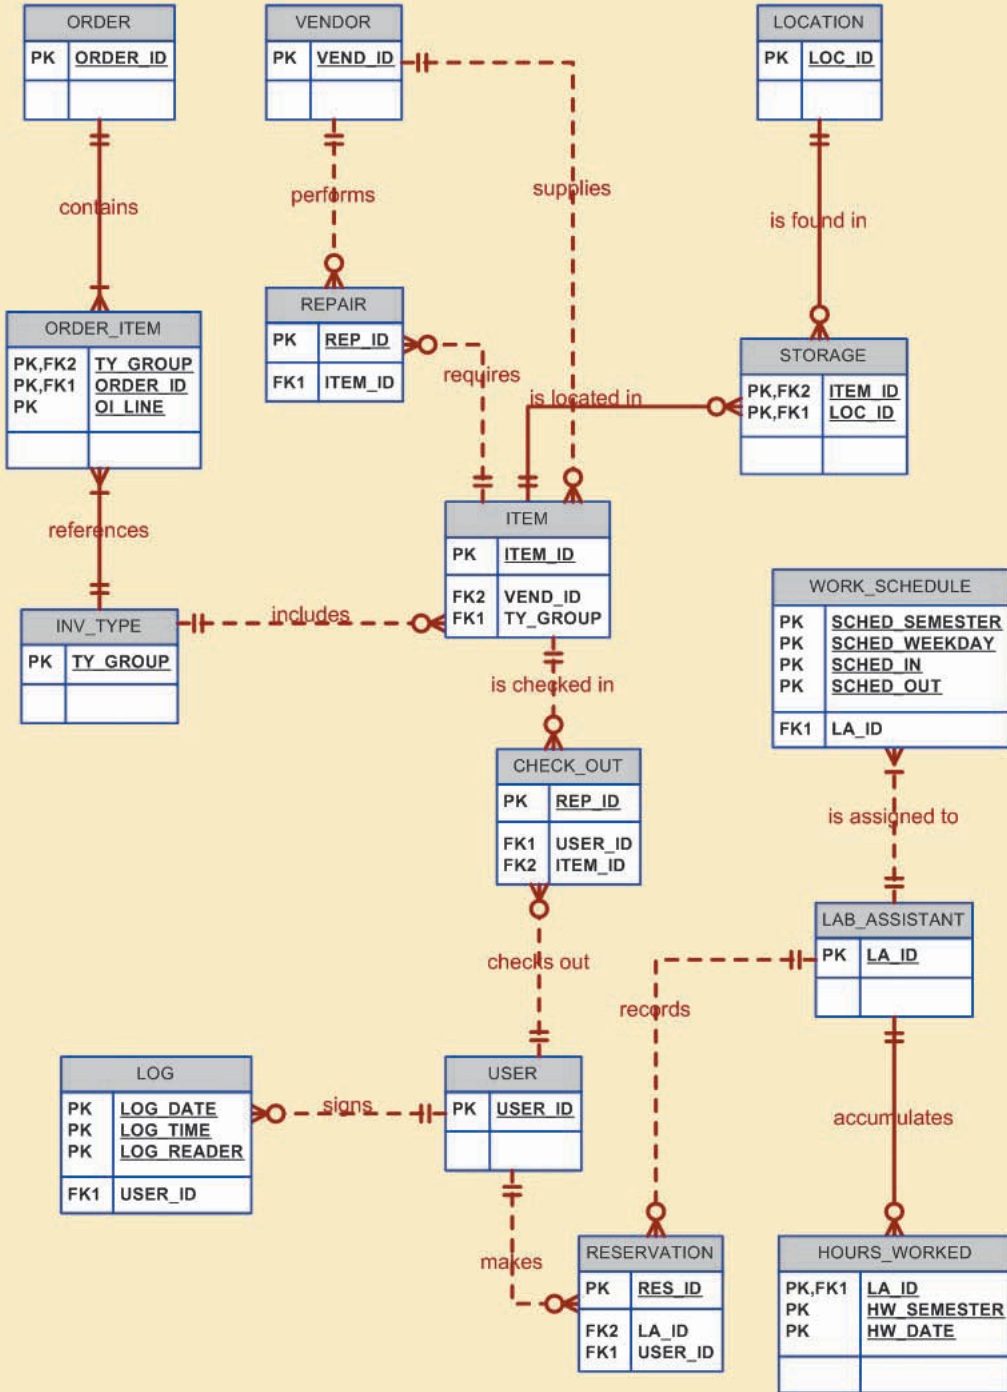 ORDER
PK ORDER_ID
VENDOR
PK VEND_ID
LOCATION
PK LOC_ID
contains
performs
supplies
is found in
ORDER_ITEM
PK,FK2 TY_GROUP
PK,FK1 ORDER_ID
PK OI_LINE
REPAIR
PK REP_ID
FK1 ITEM_ID
requires
is located in
STORAGE
PK,FK2 ITEM_ID
PK,FK1 LOC_ID
references
ITEM
PK ITEM_ID
FK2 VEND_ID
FK1 TY_GROUP
includes
INV_TYPE
PK TY_GROUP
WORK_SCHEDULE
PK SCHED_SEMESTER
PK SCHED_WEEKDAY
PK SCHED_IN
PK SCHED_OUT
FK1 LA_ID
is checked in
CHECK_OUT
PK REP_ID
FK1 USER_ID
FK2 ITEM_ID
is assigned to
LAB_ASSISTANT
PK LA_ID
checks out
records
LOG
PK LOG_DATE
PK LOG_TIME
PK LOG_READER
FK1 USER_ID
signs
USER
PK USER_ID
accumulates
makes
RESERVATION
PK RES_ID
FK2 LA_ID
FK1 USER_ID
HOURS_WORKED
PK,FK1 LA_ID
PK HW_SEMESTER
PK HW_DATE